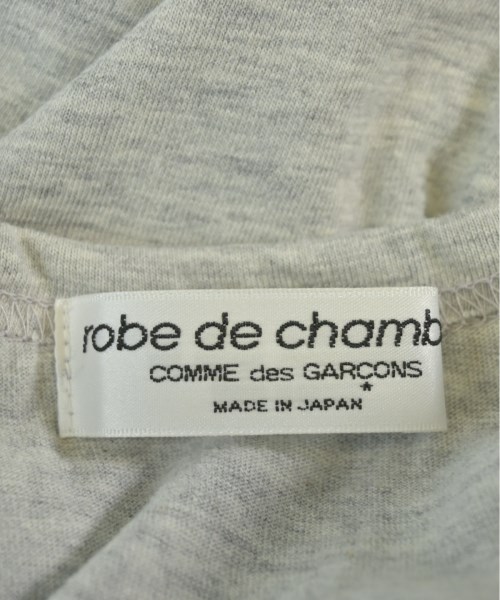 robe de chamb
COMME des GARÇONS
MADE IN JAPAN